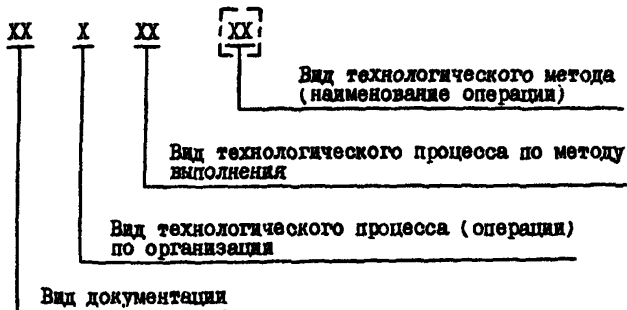 XX X XX XX
Вид технологического метода
(наименование операции)
Вид технологического процесса по методу
выполнения
Вид технологического процесса (операции)
по организации
Вид документации